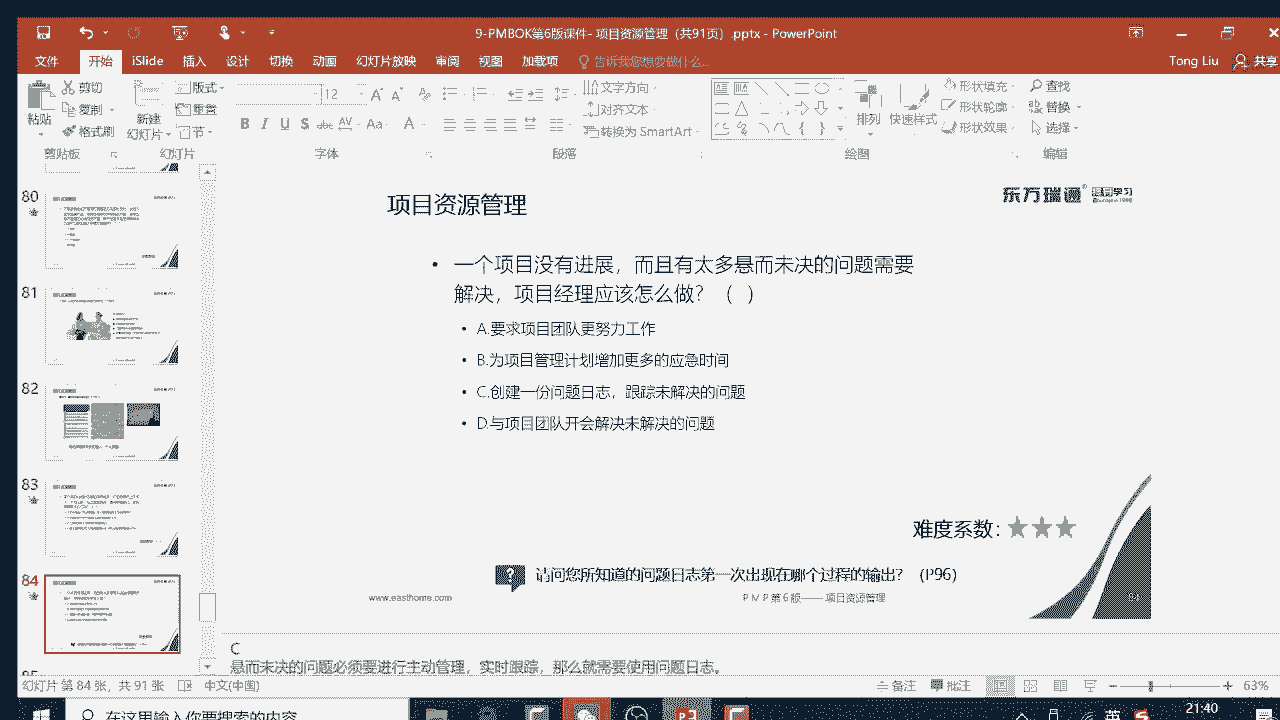 9-PMBOK第6版课件- 项目资源管理（共91页）.pptx - PowerPoint
文件 开始 iSlide 插入 设计 切换 动画 幻灯片放映 审阅 视图 加载项 告诉我您想要做什么... Tong Liu 共享
剪切 版式 12 文字方向 形状填充 查找
粘贴 复制 新建 重置 对齐文本 排列 快速样式 形状轮廓 替换
格式刷 幻灯片 节 B I U S abc AV Aa A 转换为 SmartArt 形状效果 选择
剪贴板 幻灯片 字体 段落 绘图 编辑
80
81
82
83
84
项目资源管理
东方瑞通
• 一个项目没有进展，而且有太多悬而未决的问题需要
解决，项目经理应该怎么做？（ ）
• A.要求项目团队更努力工作
• B.为项目管理计划增加更多的应急时间
• C.创建一份问题日志，跟踪未解决的问题
• D.与项目团队开会解决未解决的问题
难度系数：★★★
请问您所知道的问题日志第一次出现在哪个过程的输出？（P96）
www.easthome.com
P M P 第 6 版—— 项目资源管理
C
悬而未决的问题必须要进行主动管理，实时跟踪，那么就需要使用问题日志。
幻灯片 第 84 张，共 91 张 中文(中国) 备注 批注 63%
在这里输入你要搜索的内容 英 21:40